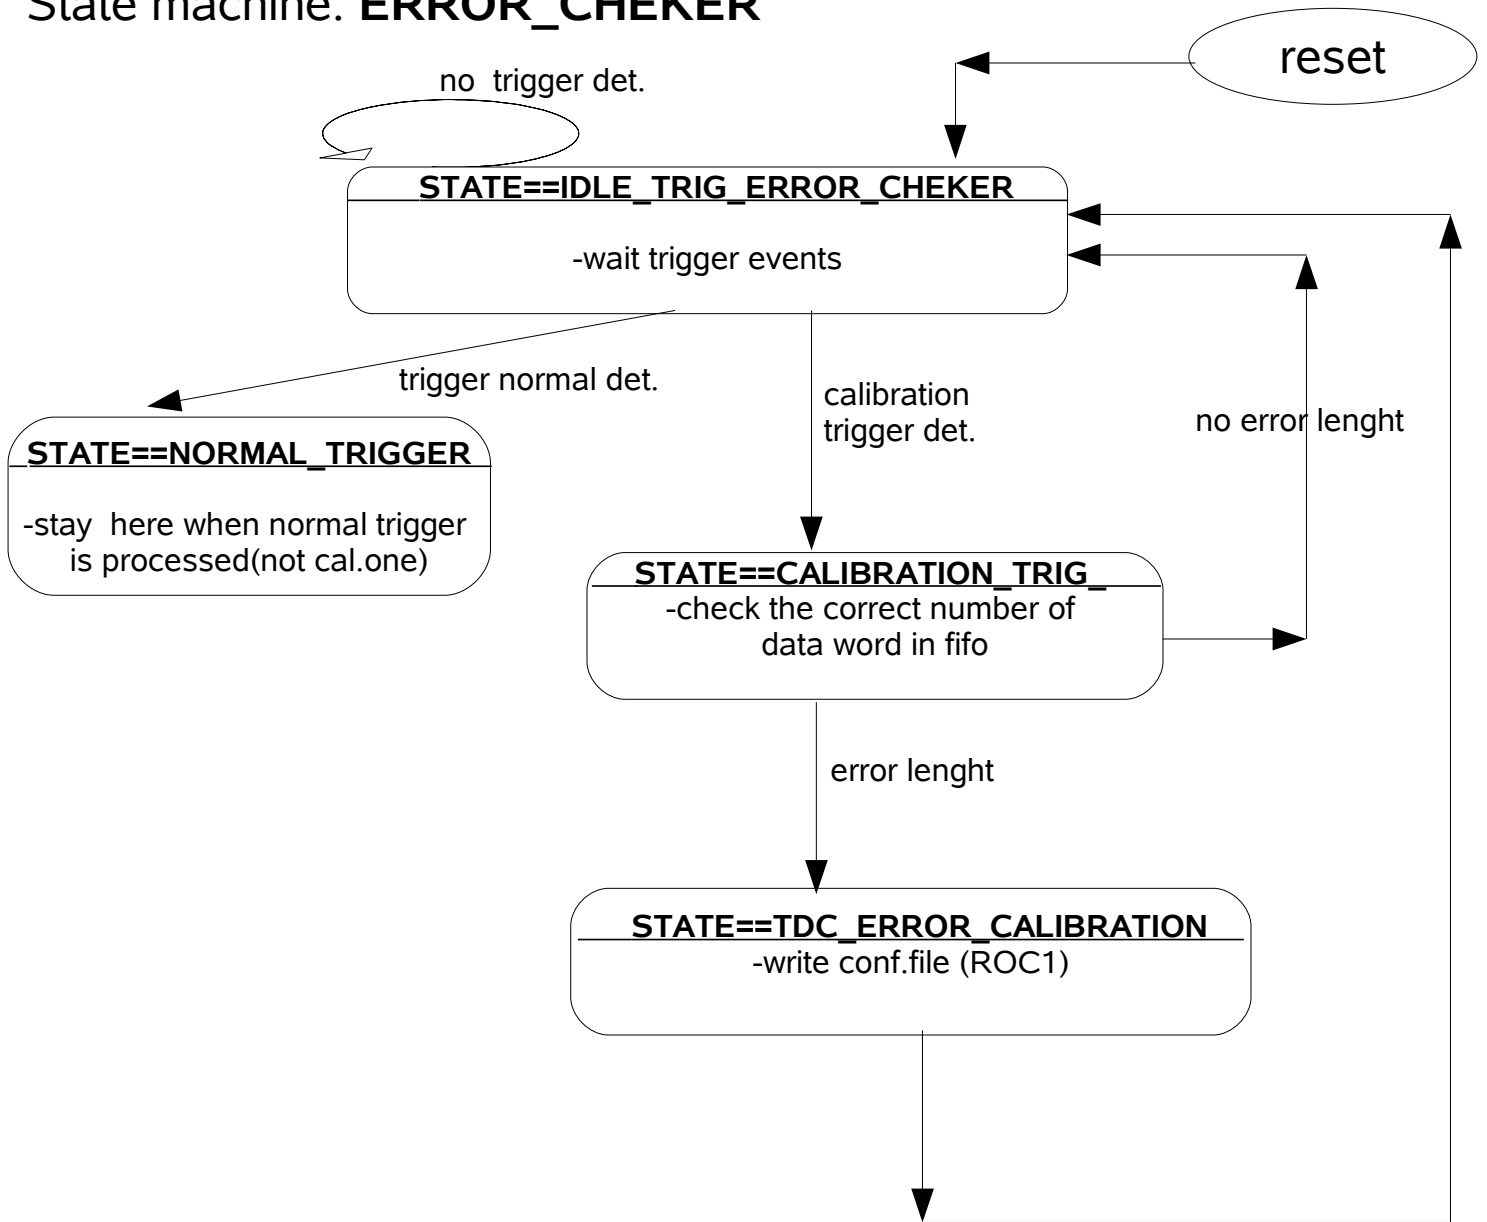 State machine: ERROR_CHEKER
reset
no trigger det.
STATE==IDLE_TRIG_ERROR_CHEKER
-wait trigger events
trigger normal det.
calibration
trigger det.
no error lenght
STATE==NORMAL_TRIGGER
-stay here when normal trigger
is processed(not cal.one)
STATE==CALIBRATION_TRIG_
-check the correct number of
data word in fifo
error lenght
STATE==TDC_ERROR_CALIBRATION
-write conf.file (ROC1)